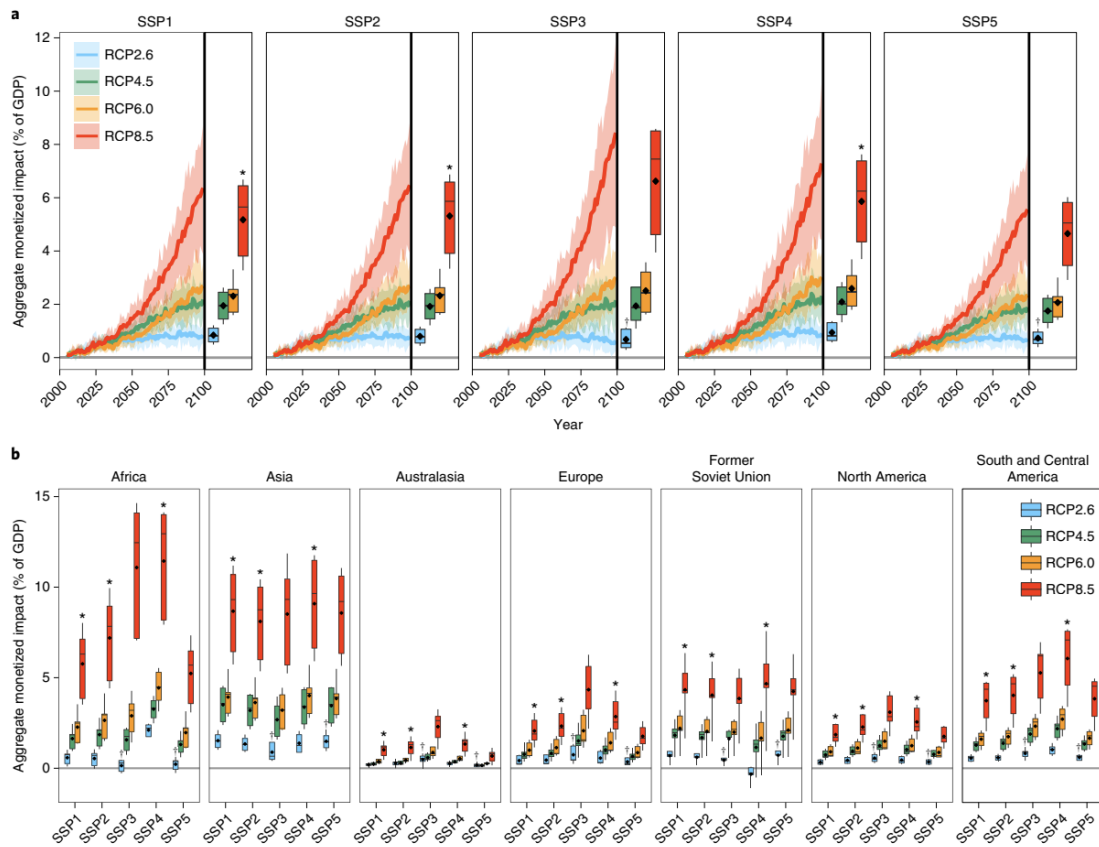 a
SSP1 SSP2 SSP3 SSP4 SSP5
12
10
8
6
4
2
0
Aggregate monetized impact (% of GDP)
RCP2.6
RCP4.5
RCP6.0
RCP8.5
* * *
† †
2000 2025 2050 2075 2100 2000 2025 2050 2075 2100 2000 2025 2050 2075 2100 2000 2025 2050 2075 2100 2000 2025 2050 2075 2100
Year
b
Africa Asia Australasia Europe Former Soviet Union North America South and Central America
15
10
5
0
Aggregate monetized impact (% of GDP)
RCP2.6
RCP4.5
RCP6.0
RCP8.5
* * * * * * * * * * * * * * * * * * * * *
† † † † † † † † † † † † † †
SSP1 SSP2 SSP3 SSP4 SSP5 SSP1 SSP2 SSP3 SSP4 SSP5 SSP1 SSP2 SSP3 SSP4 SSP5 SSP1 SSP2 SSP3 SSP4 SSP5 SSP1 SSP2 SSP3 SSP4 SSP5 SSP1 SSP2 SSP3 SSP4 SSP5 SSP1 SSP2 SSP3 SSP4 SSP5